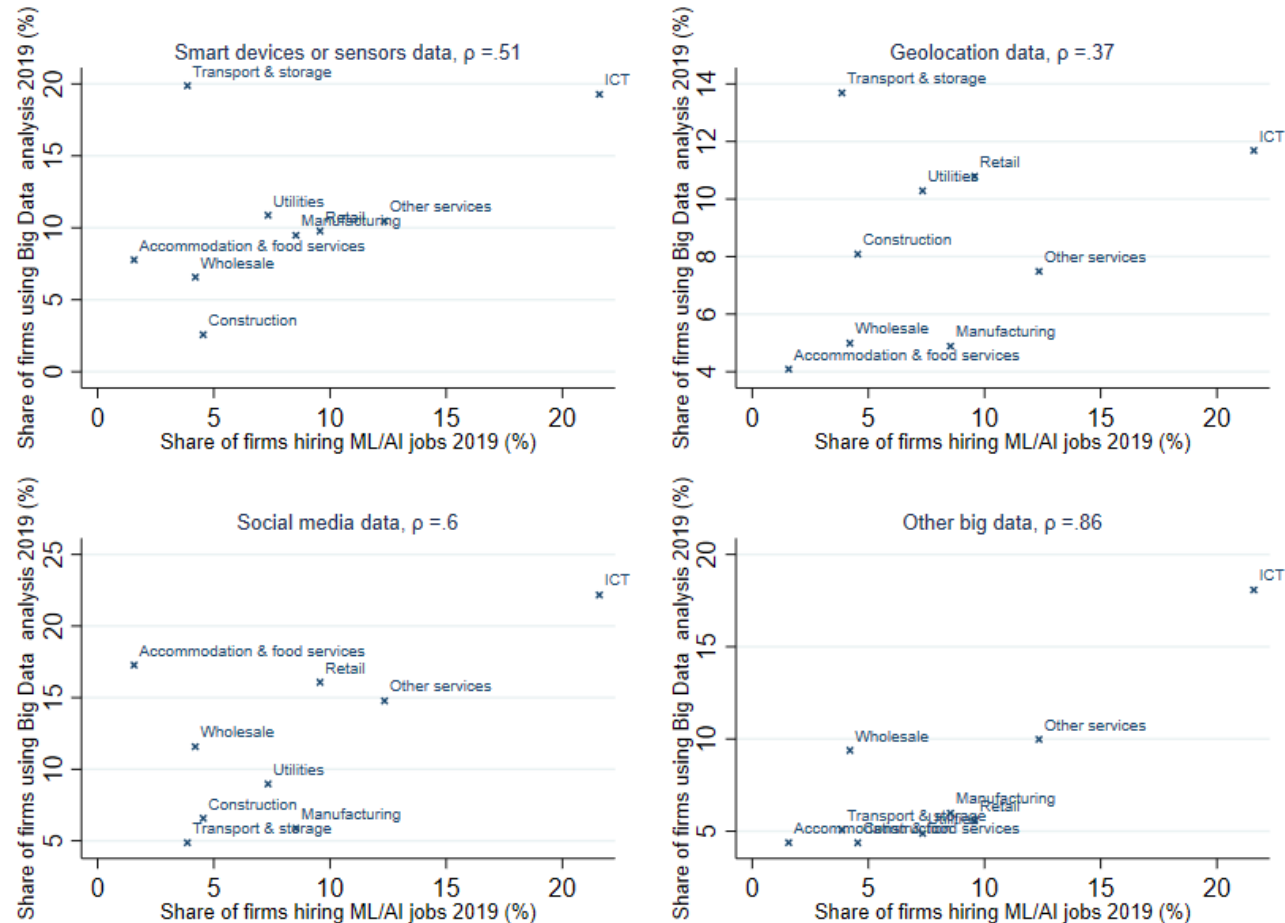 Smart devices or sensors data, ρ =.51
Share of firms using Big Data  analysis 2019 (%)
20
15
10
5
0
Transport & storage
ICT
Utilities
Other services
Retail
Manufacturing
Accommodation & food services
Wholesale
Construction
0 5 10 15 20
Share of firms hiring ML/AI jobs 2019 (%)
Geolocation data, ρ =.37
Share of firms using Big Data  analysis 2019 (%)
14
12
10
8
6
4
Transport & storage
ICT
Retail
Utilities
Construction
Other services
Wholesale
Manufacturing
Accommodation & food services
0 5 10 15 20
Share of firms hiring ML/AI jobs 2019 (%)
Social media data, ρ =.6
Share of firms using Big Data  analysis 2019 (%)
25
20
15
10
5
ICT
Accommodation & food services
Retail
Other services
Wholesale
Utilities
Construction
Manufacturing
Transport & storage
0 5 10 15 20
Share of firms hiring ML/AI jobs 2019 (%)
Other big data, ρ =.86
Share of firms using Big Data  analysis 2019 (%)
20
15
10
5
ICT
Other services
Wholesale
Manufacturing
Retail
Transport & storage
Utilities
Accommodation & food services
Construction
0 5 10 15 20
Share of firms hiring ML/AI jobs 2019 (%)